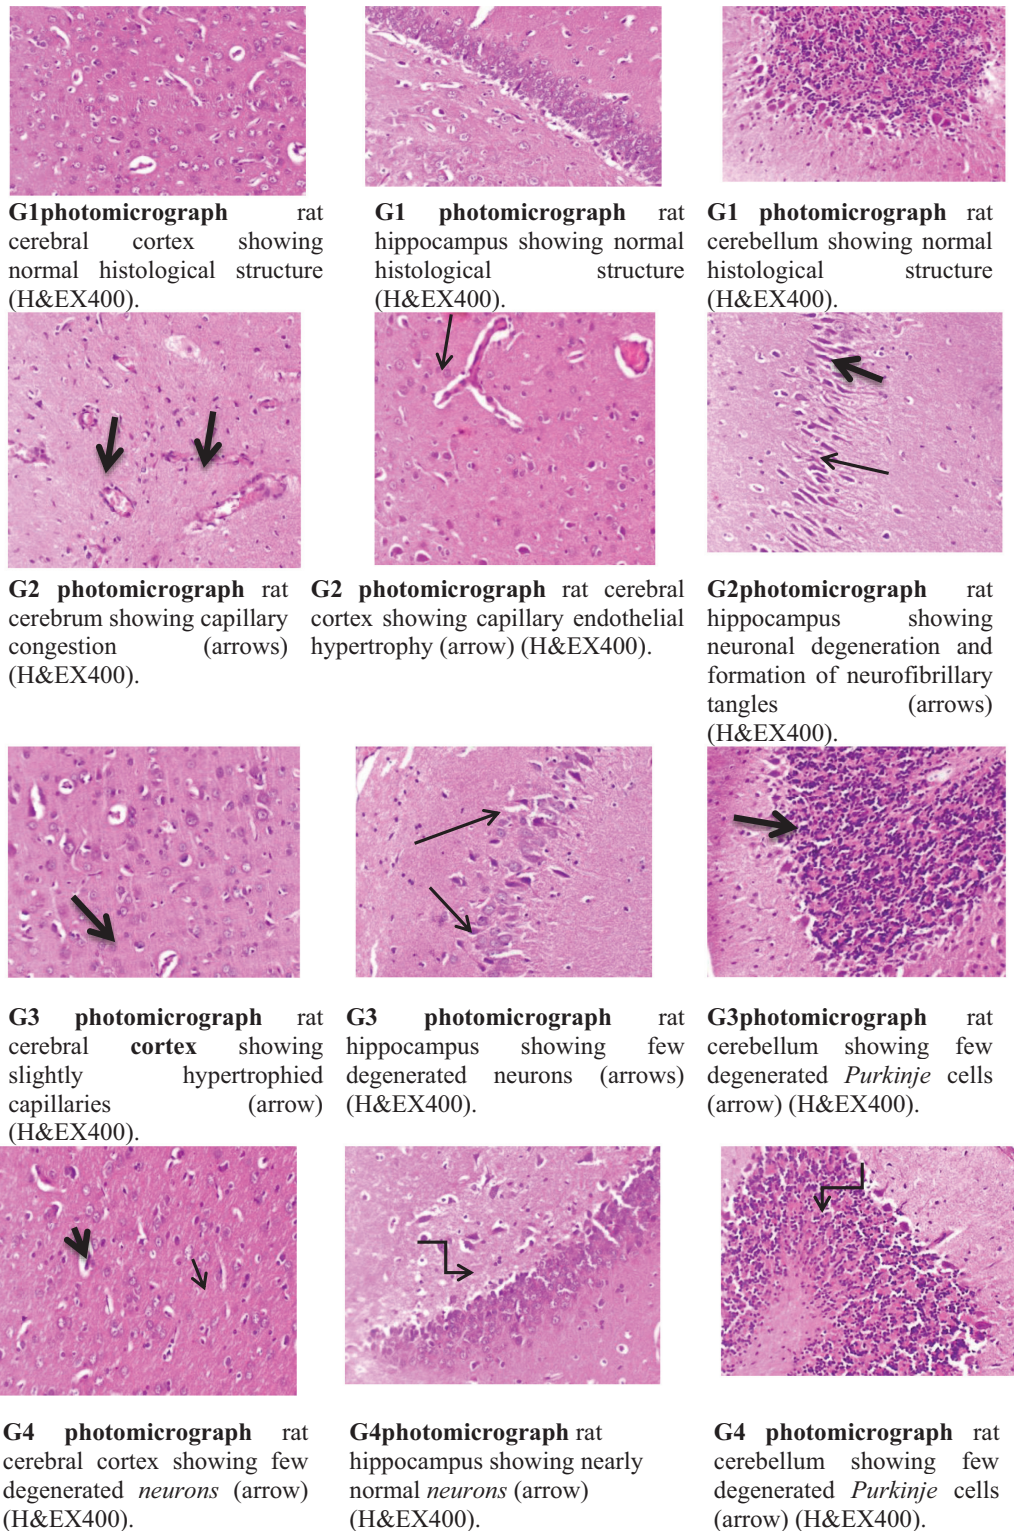 G1photomicrograph rat
cerebral cortex showing
normal histological structure
(H&EX400).
G1 photomicrograph rat
hippocampus showing normal
histological structure
(H&EX400).
G1 photomicrograph rat
cerebellum showing normal
histological structure
(H&EX400).
G2 photomicrograph rat
cerebrum showing capillary
congestion (arrows)
(H&EX400).
G2 photomicrograph rat cerebral
cortex showing capillary endothelial
hypertrophy (arrow) (H&EX400).
G2photomicrograph rat
hippocampus showing
neuronal degeneration and
formation of neurofibrillary
tangles (arrows)
(H&EX400).
G3 photomicrograph rat
cerebral cortex showing
slightly hypertrophied
capillaries (arrow)
(H&EX400).
G3 photomicrograph rat
hippocampus showing few
degenerated neurons (arrows)
(H&EX400).
G3photomicrograph rat
cerebellum showing few
degenerated Purkinje cells
(arrow) (H&EX400).
G4 photomicrograph rat
cerebral cortex showing few
degenerated neurons (arrow)
(H&EX400).
G4photomicrograph rat
hippocampus showing nearly
normal neurons (arrow)
(H&EX400).
G4 photomicrograph rat
cerebellum showing few
degenerated Purkinje cells
(arrow) (H&EX400).